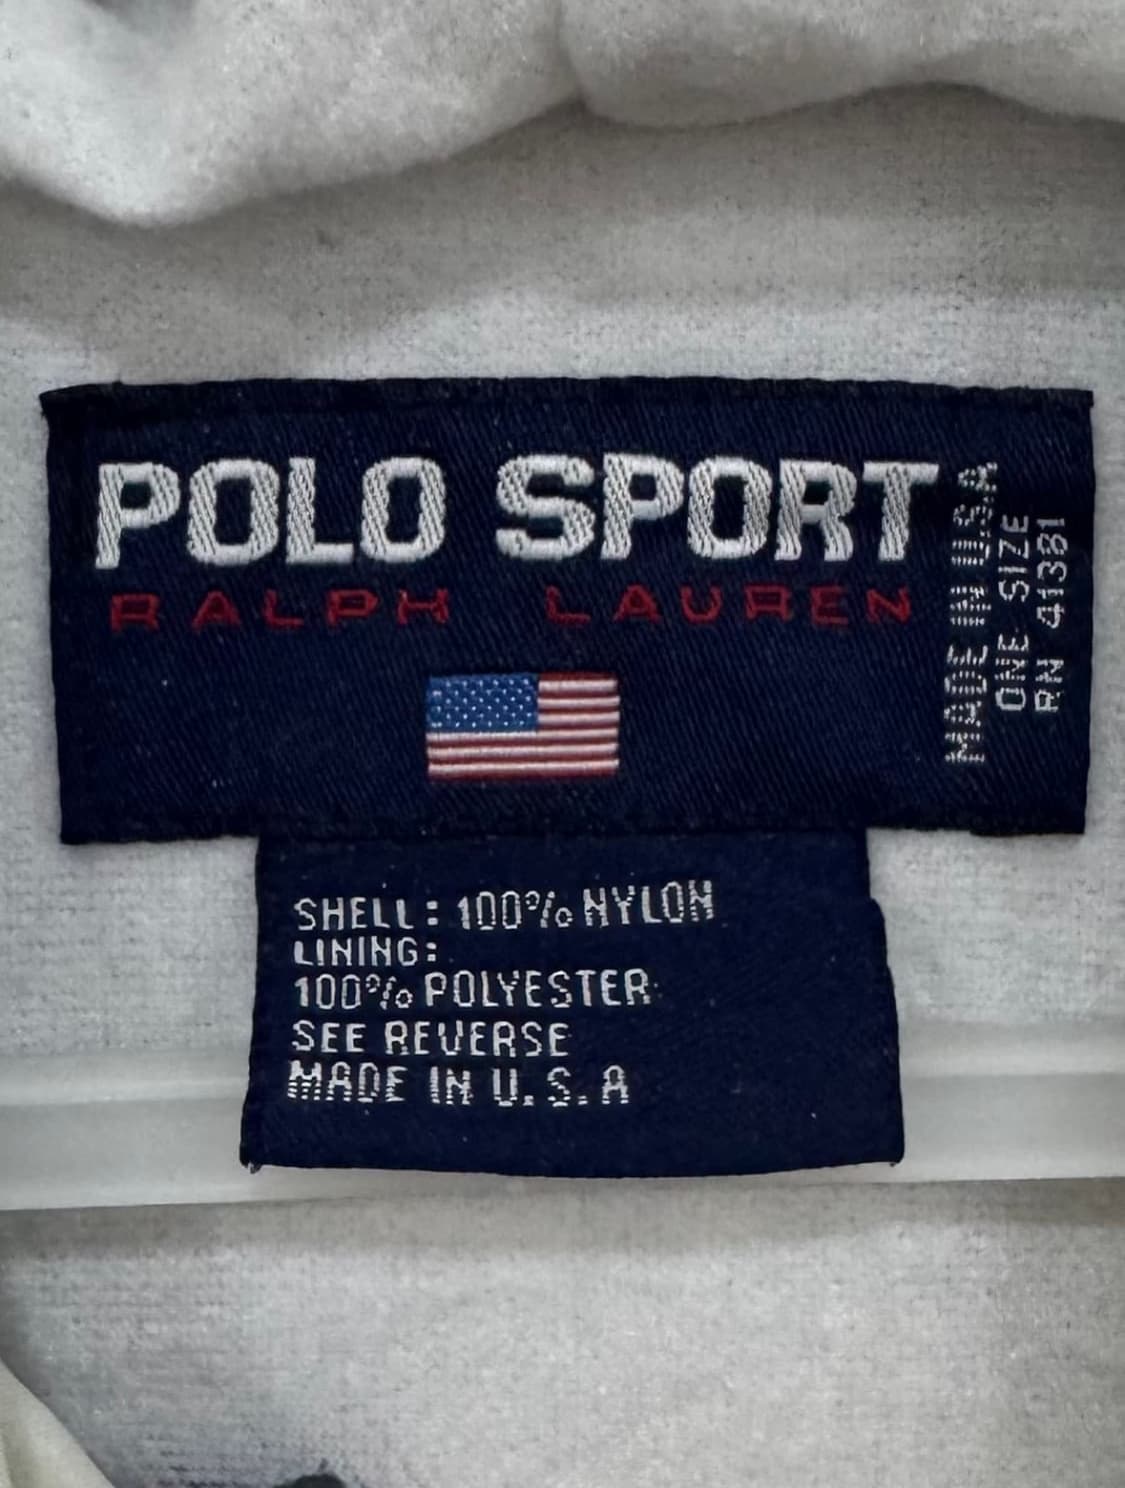 POLO SPORT
RALPH LAUREN
MADE IN U.S.A
ONE SIZE
RN 41381
SHELL: 100% NYLON
LINING:
100% POLYESTER
SEE REVERSE
MADE IN U.S.A